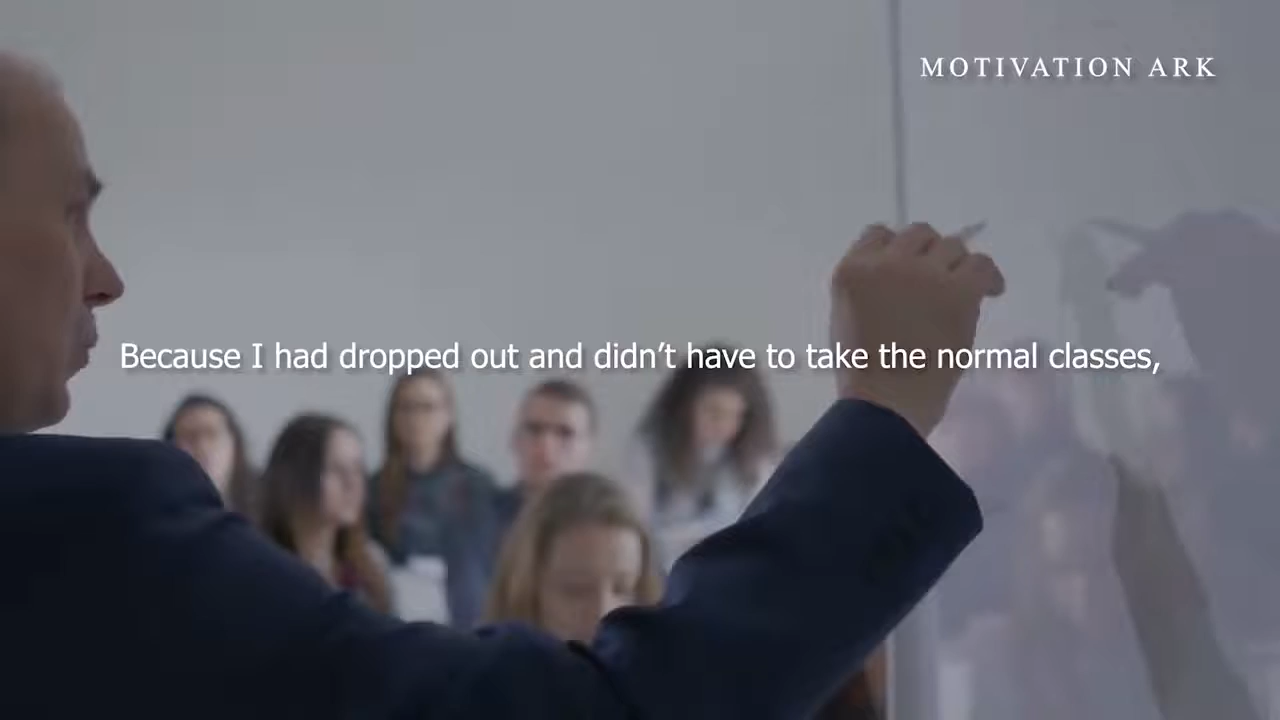 MOTIVATION ARK
Because I had dropped out and didn’t have to take the normal classes,